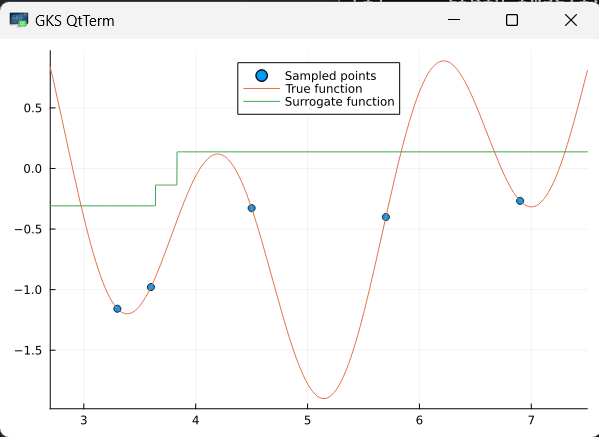 GKS QtTerm
Sampled points
True function
Surrogate function
0.5
0.0
−0.5
−1.0
−1.5
3 4 5 6 7